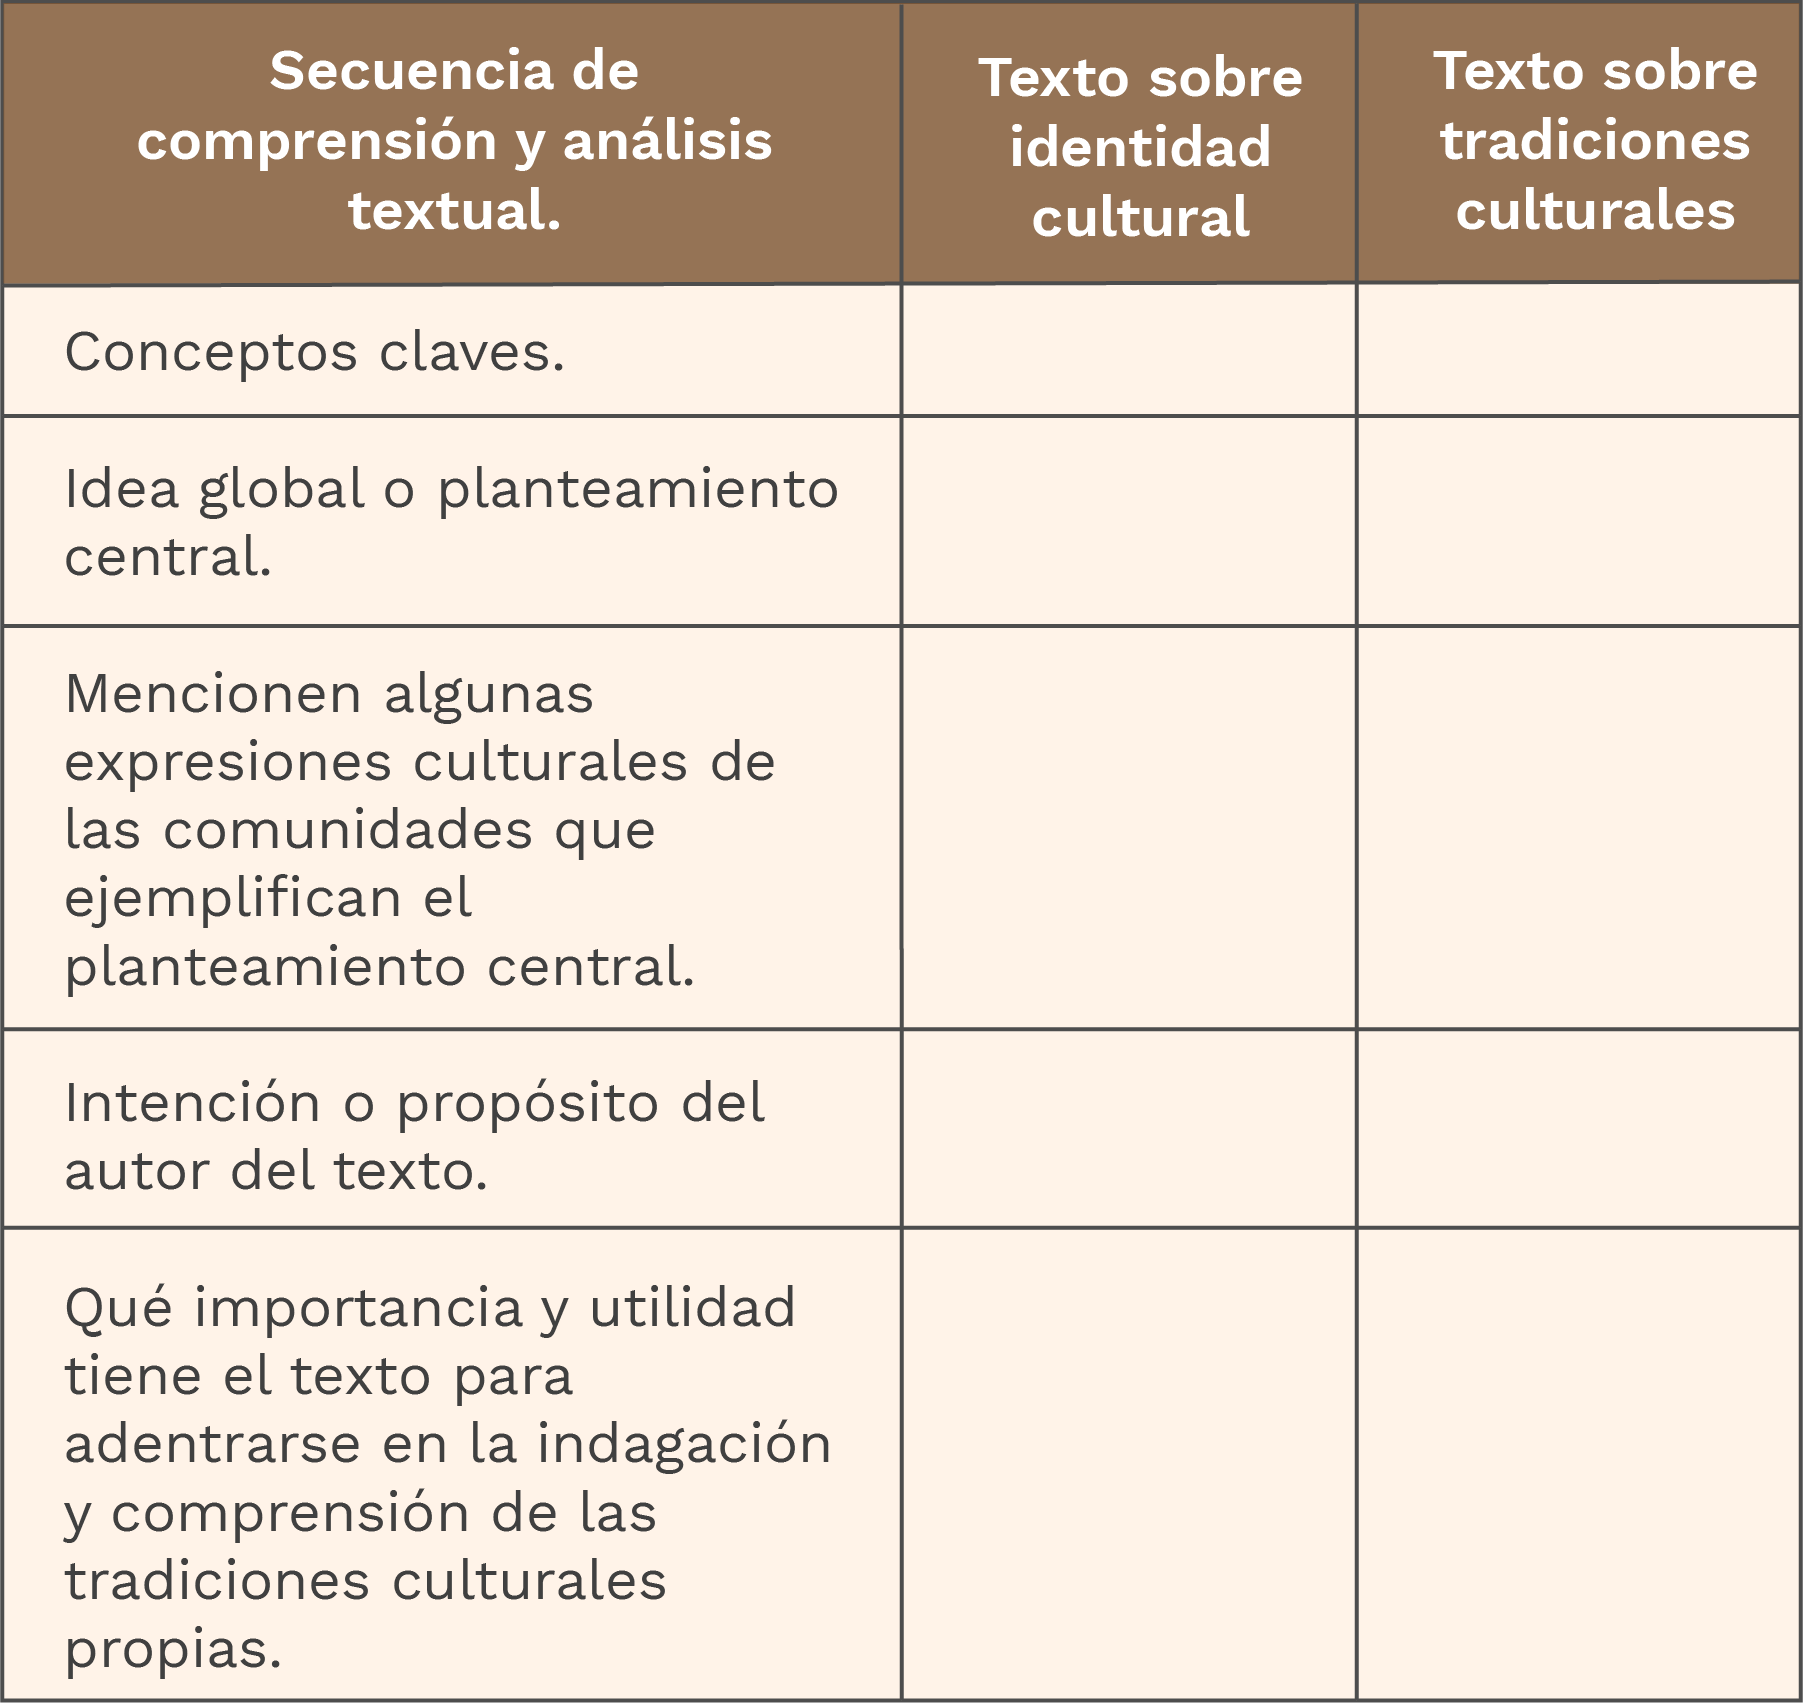 Secuencia de
comprensión y análisis
textual.
Texto sobre
identidad
cultural
Texto sobre
tradiciones
culturales
Conceptos claves.
Idea global o planteamiento
central.
Mencionen algunas
expresiones culturales de
las comunidades que
ejemplifican el
planteamiento central.
Intención o propósito del
autor del texto.
Qué importancia y utilidad
tiene el texto para
adentrarse en la indagación
y comprensión de las
tradiciones culturales
propias.